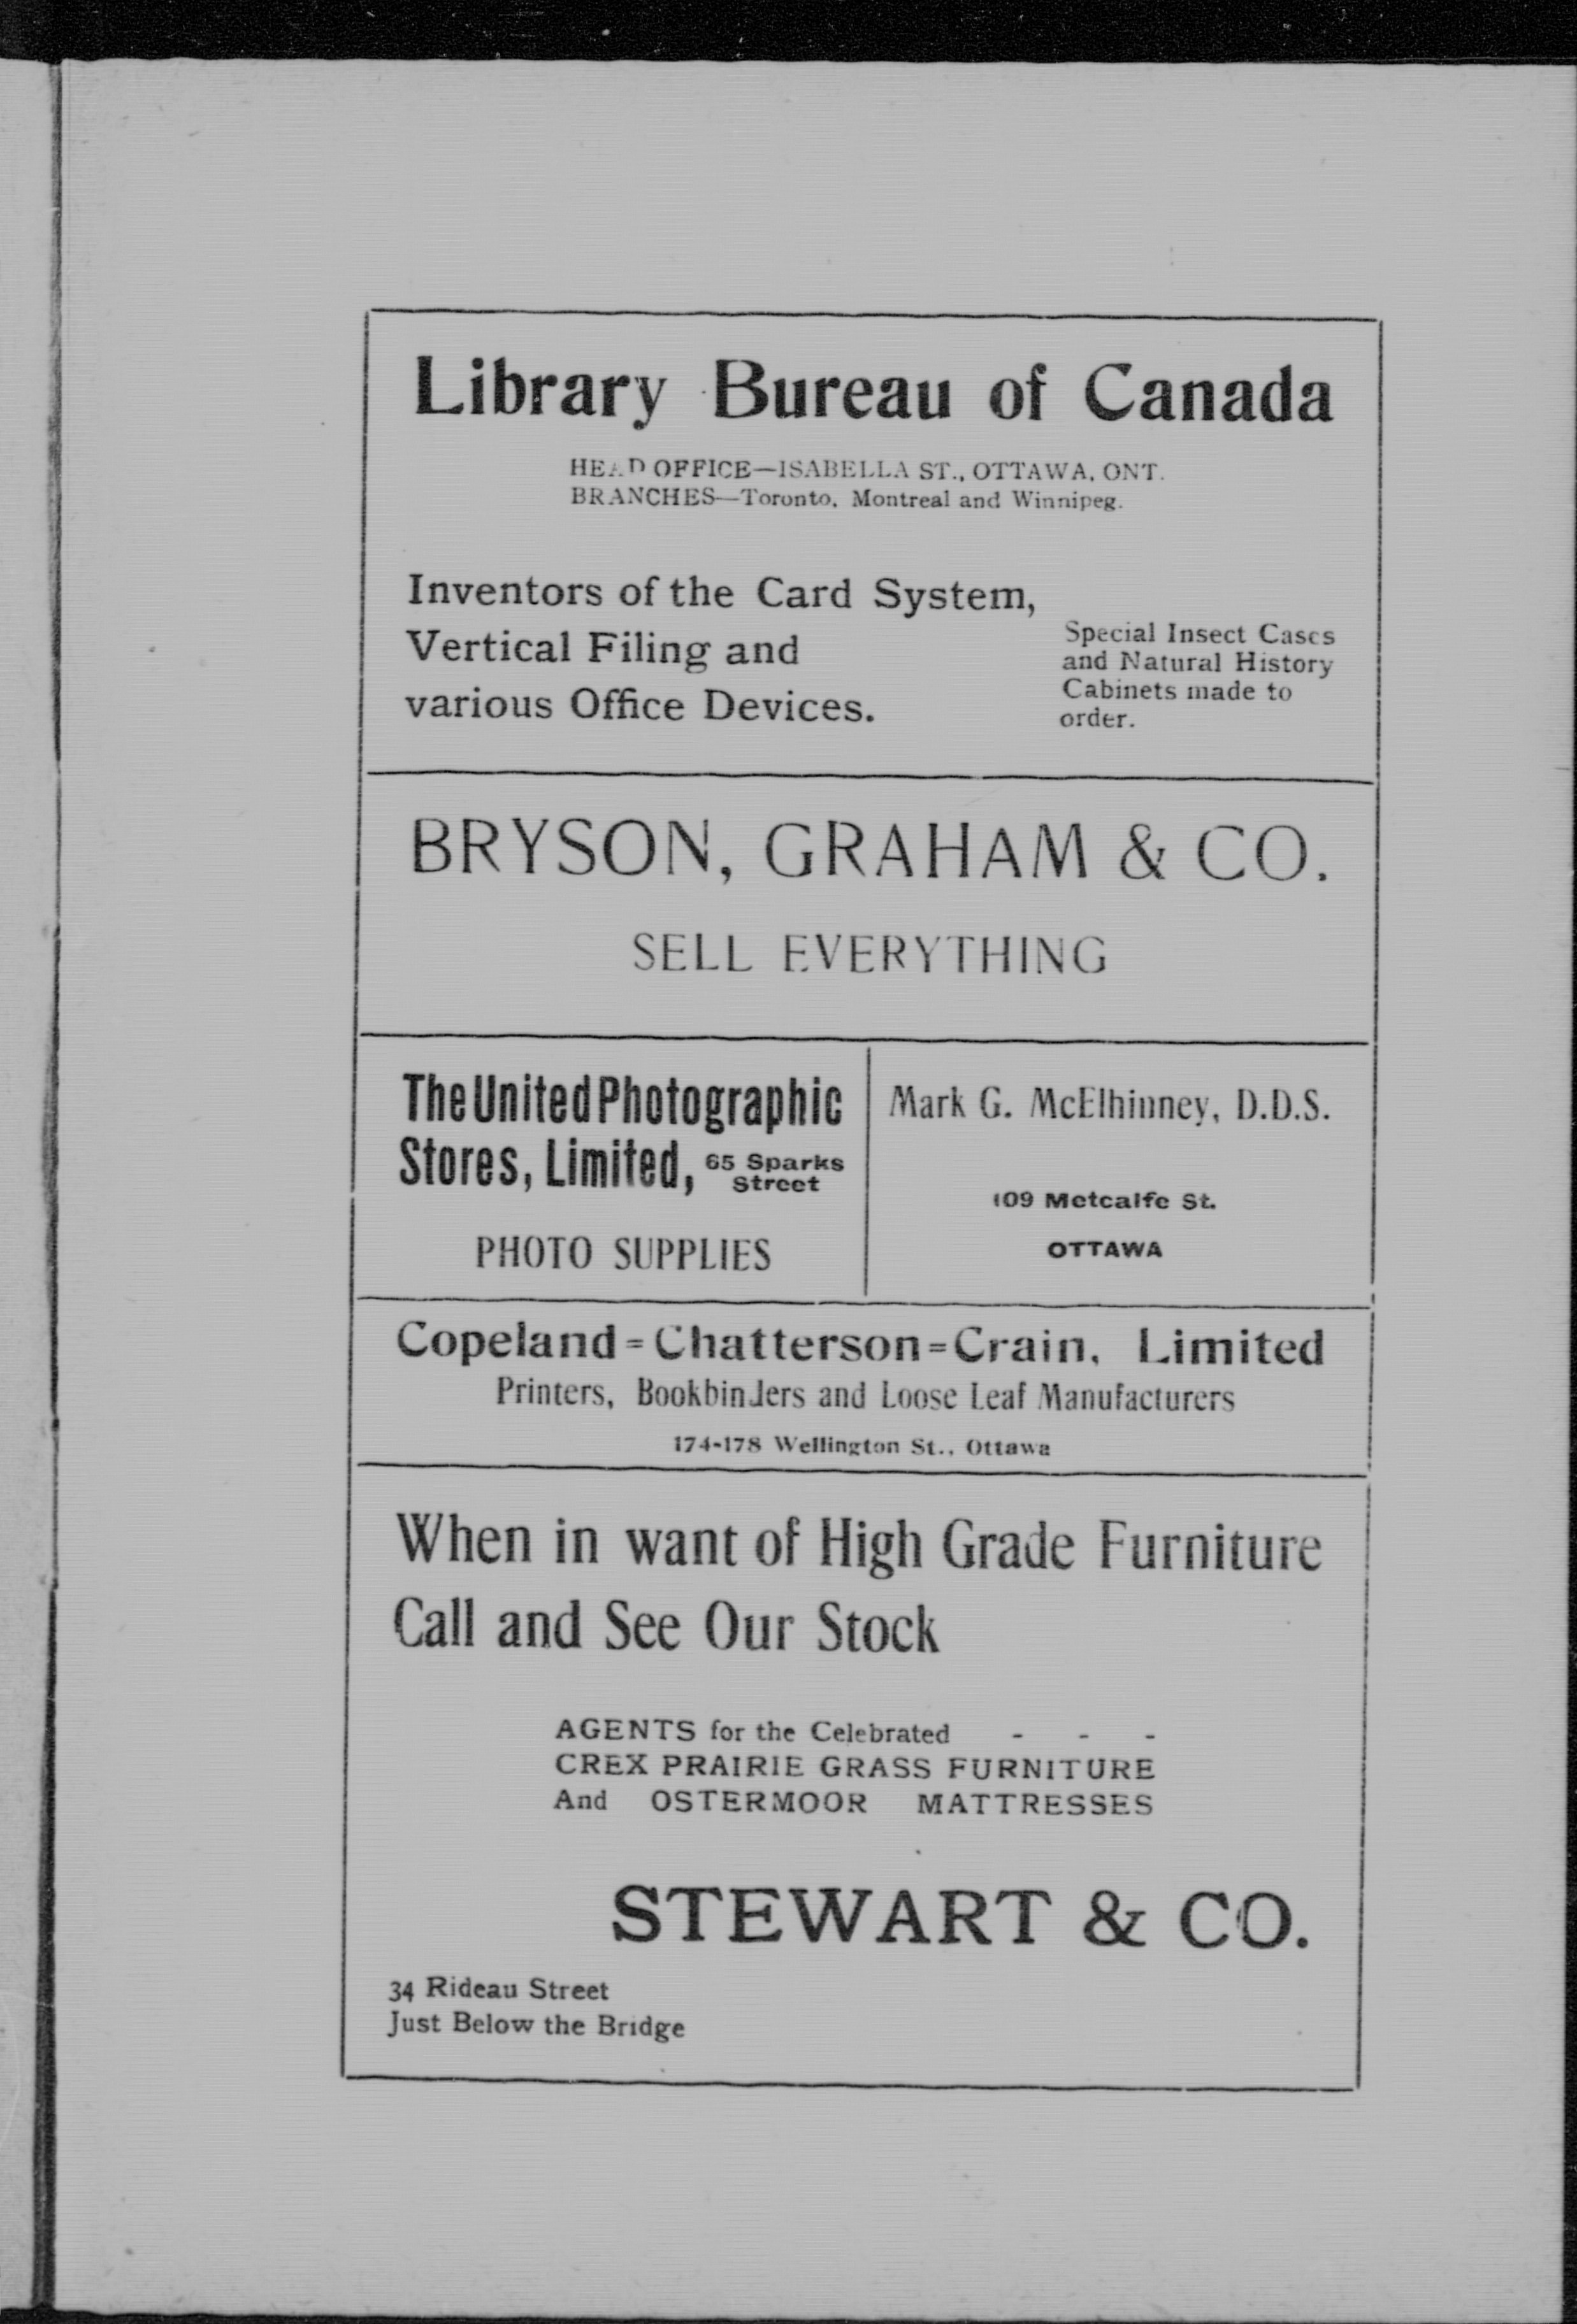 Library Bureau of Canada
HEAD OFFICE—ISABELLA ST., OTTAWA, ONT.
BRANCHES—Toronto, Montreal and Winnipeg.
Inventors of the Card System,
Vertical Filing and
various Office Devices.
Special Insect Cases
and Natural History
Cabinets made to
order.
BRYSON, GRAHAM & CO.
SELL EVERYTHING
The United Photographic
Stores, Limited, 65 Sparks
Street
PHOTO SUPPLIES
Mark G. McElhinney, D.D.S.
109 Metcalfe St.
OTTAWA
Copeland=Chatterson=Crain, Limited
Printers, Bookbinders and Loose Leaf Manufacturers
174-178 Wellington St., Ottawa
When in want of High Grade Furniture
Call and See Our Stock
AGENTS for the Celebrated - - -
CREX PRAIRIE GRASS FURNITURE
And OSTERMOOR MATTRESSES
STEWART & CO.
34 Rideau Street
Just Below the Bridge